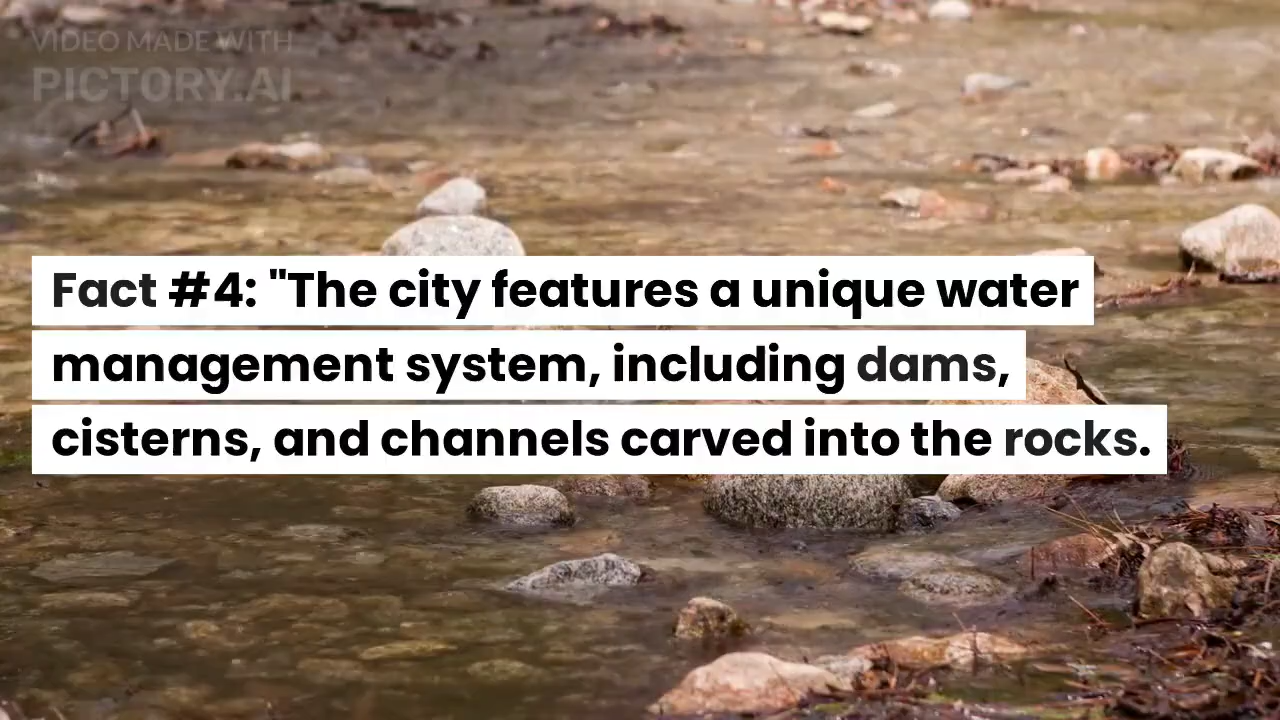 VIDEO MADE WITH
PICTORY.AI
Fact #4: "The city features a unique water
management system, including dams,
cisterns, and channels carved into the rocks.